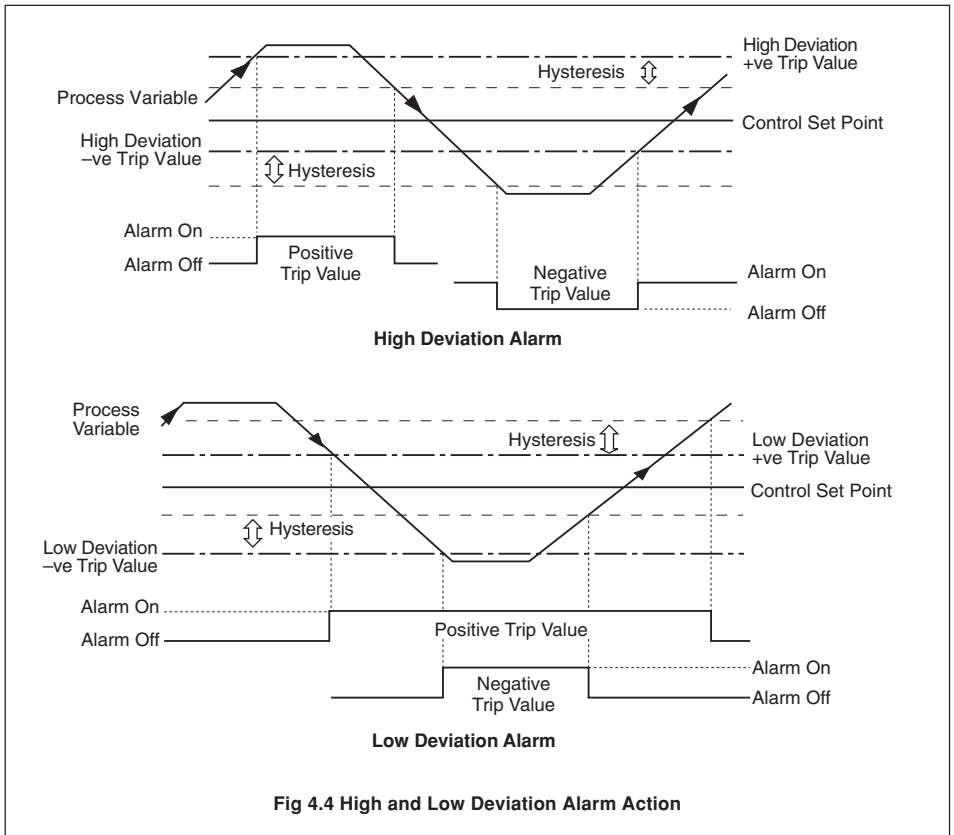 High Deviation
+ve Trip Value
Hysteresis
Process Variable
Control Set Point
High Deviation
–ve Trip Value
Hysteresis
Alarm On
Alarm Off
Positive
Trip Value
Negative
Trip Value
Alarm On
Alarm Off
High Deviation Alarm
Process
Variable
Hysteresis
Low Deviation
+ve Trip Value
Control Set Point
Hysteresis
Low Deviation
–ve Trip Value
Alarm On
Alarm Off
Positive Trip Value
Negative
Trip Value
Alarm On
Alarm Off
Low Deviation Alarm
Fig 4.4 High and Low Deviation Alarm Action